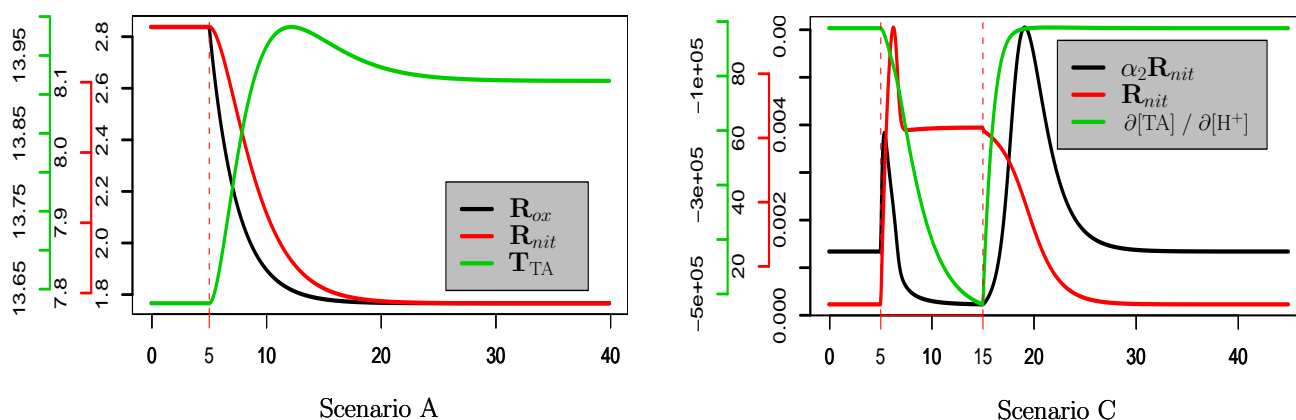 13.95
13.85
13.75
13.65
8.1
8.0
7.9
7.8
2.8
2.6
2.4
2.2
2.0
1.8
R_ox
R_nit
T_TA
0 5 10 20 30 40
Scenario A
−1e+05
−3e+05
−5e+05
80
60
40
20
0.00
0.004
0.002
0.000
α₂R_nit
R_nit
∂[TA] / ∂[H⁺]
0 5 10 15 20 30 40
Scenario C